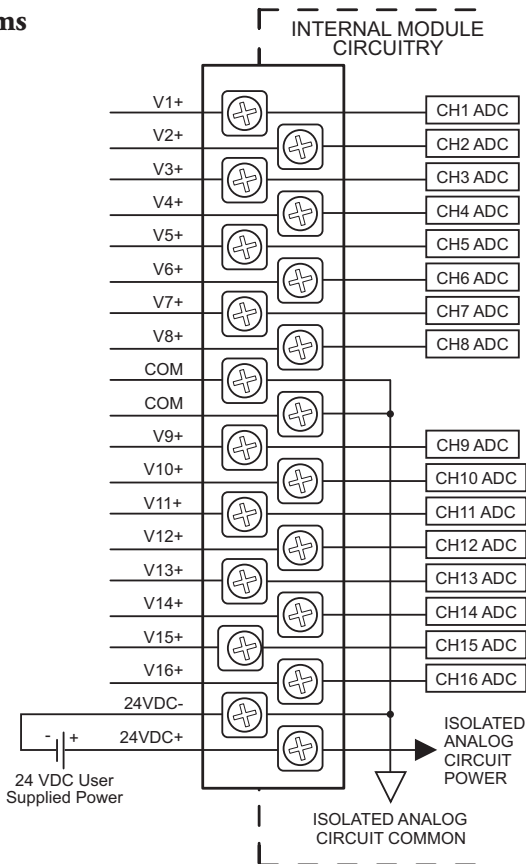 ms
INTERNAL MODULE
CIRCUITRY
V1+
CH1 ADC
V2+
CH2 ADC
V3+
CH3 ADC
V4+
CH4 ADC
V5+
CH5 ADC
V6+
CH6 ADC
V7+
CH7 ADC
V8+
CH8 ADC
COM
COM
V9+
CH9 ADC
V10+
CH10 ADC
V11+
CH11 ADC
V12+
CH12 ADC
V13+
CH13 ADC
V14+
CH14 ADC
V15+
CH15 ADC
V16+
CH16 ADC
24VDC-
- +
24VDC+
24 VDC User
Supplied Power
ISOLATED
ANALOG
CIRCUIT
POWER
ISOLATED ANALOG
CIRCUIT COMMON